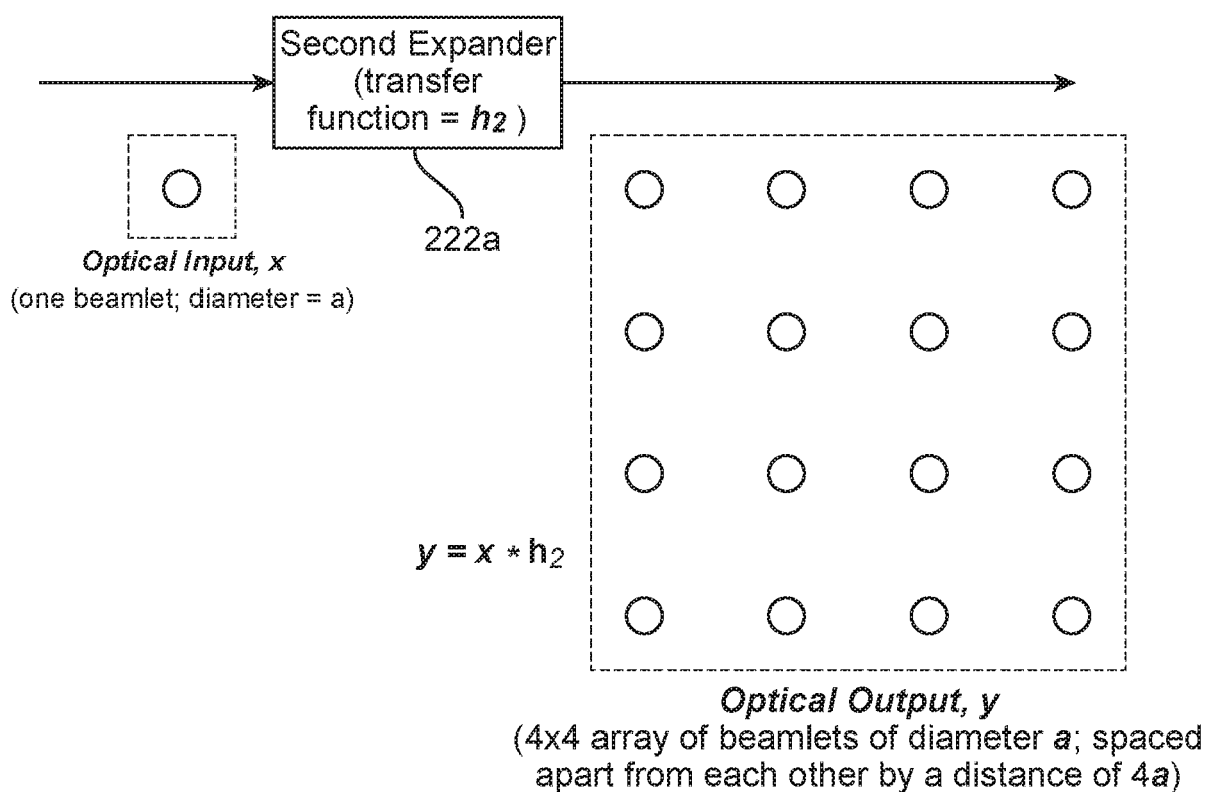 Second Expander
(transfer
function = h2 )
222a
Optical Input, x
(one beamlet; diameter = a)
y = x * h2
Optical Output, y
(4x4 array of beamlets of diameter a; spaced
apart from each other by a distance of 4a)